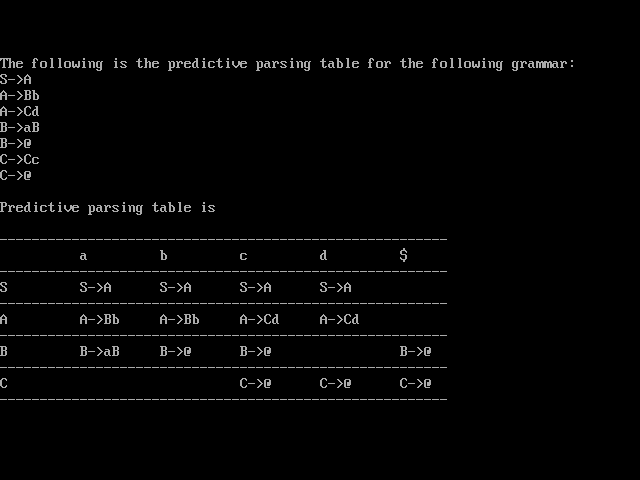 The following is the predictive parsing table for the following grammar:
S->A
A->Bb
A->Cd
B->aB
B->@
C->Cc
C->@
Predictive parsing table is
--------------------------------------------------------
a b c d $
--------------------------------------------------------
S S->A S->A S->A S->A
--------------------------------------------------------
A A->Bb A->Bb A->Cd A->Cd
--------------------------------------------------------
B B->aB B->@ B->@ B->@
--------------------------------------------------------
C C->@ C->@ C->@
--------------------------------------------------------